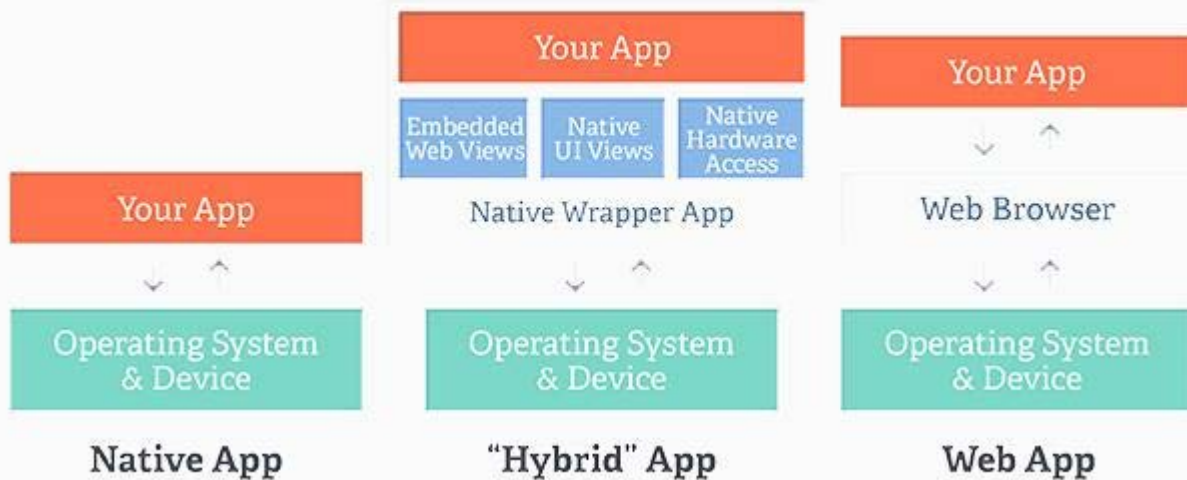 Your App
Operating System
& Device
Native App
Your App
Embedded
Web Views
Native
UI Views
Native
Hardware
Access
Native Wrapper App
Operating System
& Device
“Hybrid” App
Your App
Web Browser
Operating System
& Device
Web App